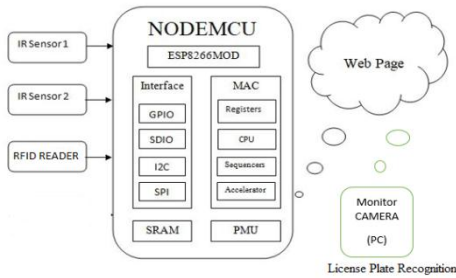 IR Sensor 1
IR Sensor 2
RFID READER
NODEMCU
ESP8266MOD
Interface
GPIO
SDIO
I2C
SPI
MAC
Registers
CPU
Sequencers
Accelerator
SRAM
PMU
Web Page
Monitor
CAMERA
(PC)
License Plate Recognition